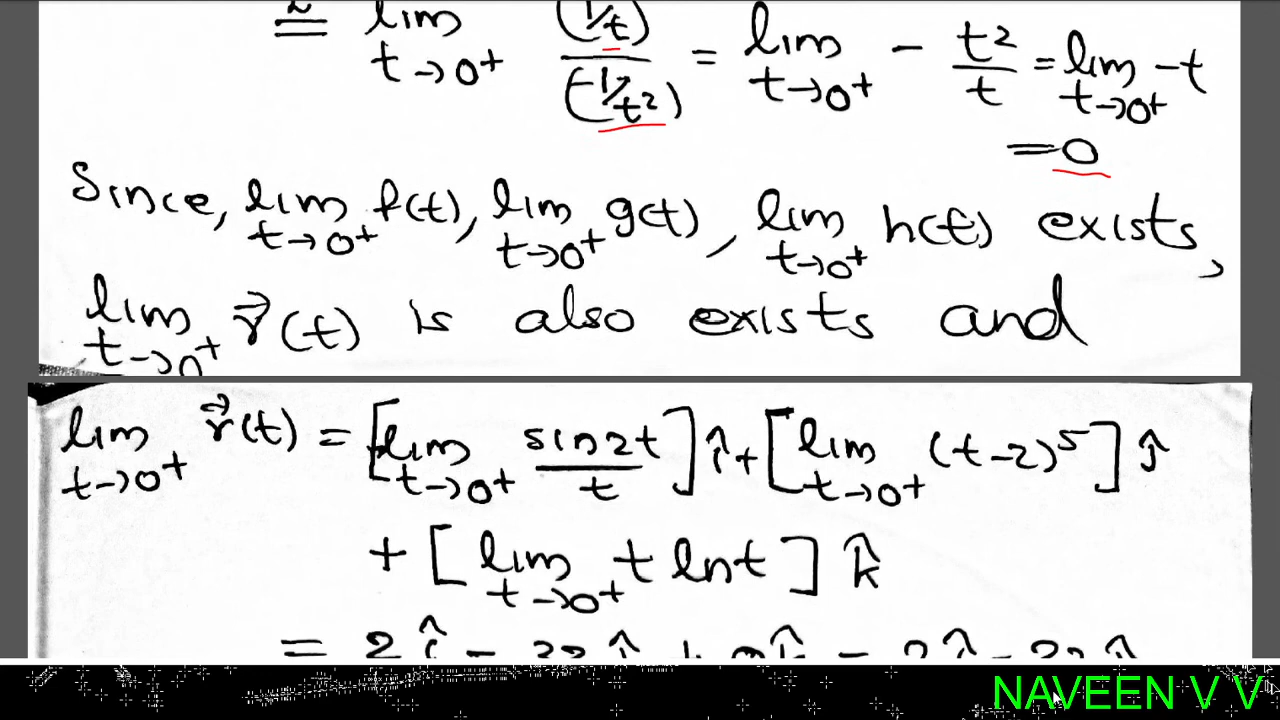 ≅ lim t→0+ (1/t)/(-1/t²) = lim t→0+ - t²/t = lim t→0+ -t
= 0
Since, lim t→0+ f(t), lim t→0+ g(t), lim t→0+ h(t) exists,
lim t→0+ r⃗(t) is also exists and
lim t→0+ r⃗(t) = [lim t→0+ sin2t/t] î + [lim t→0+ (t-2)⁵] ĵ
+ [lim t→0+ t lnt] k̂
NAVEEN V V